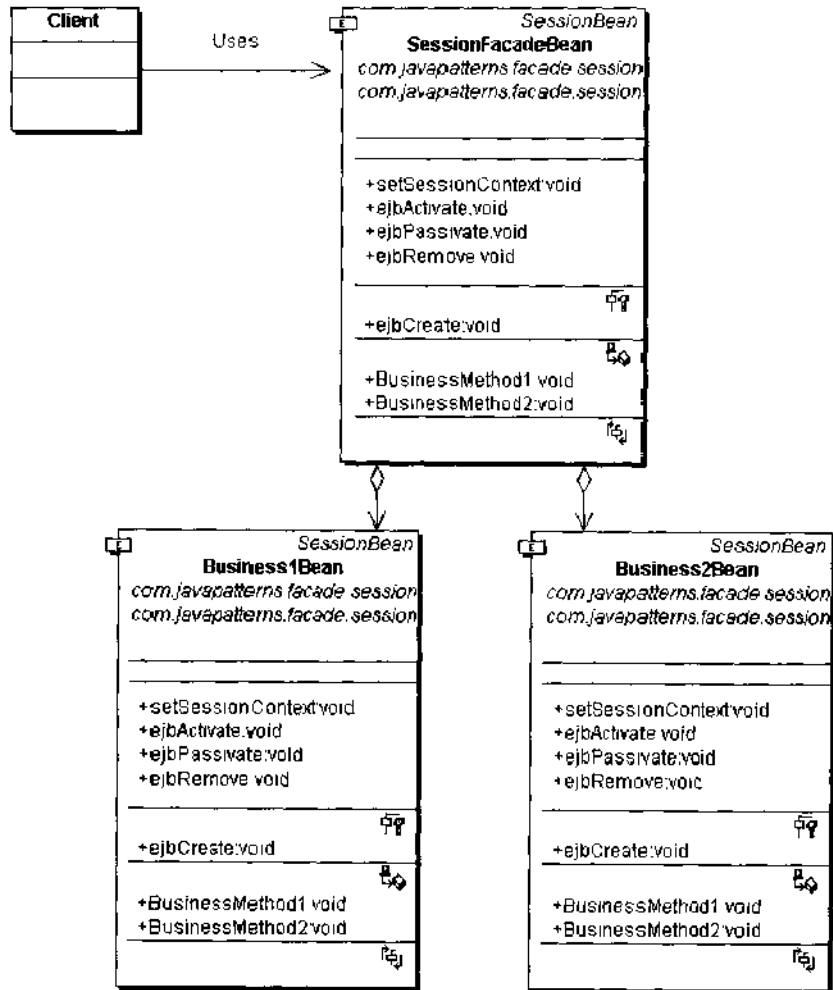 Client
Uses
SessionBean
SessionFacadeBean
com.javapatterns facade session
com.javapatterns.facade.session
+setSessionContext:void
+ejbActivate.void
+ejbPassivate.void
+ejbRemove void
+ejbCreate:void
+BusinessMethod1 void
+BusinessMethod2:void
E
SessionBean
Business1Bean
com.javapatterns facade session
com.javapatterns.facade.session
+setSessionContext:void
+ejbActivate.void
+ejbPassivate:void
+ejbRemove void
+ejbCreate:void
+BusinessMethod1 void
+BusinessMethod2:void
E
SessionBean
Business2Bean
com.javapatterns facade session
com.javapatterns.facade.session
+setSessionContext:void
+ejbActivate void
+ejbPassivate:void
+ejbRemove:void
+ejbCreate:void
+BusinessMethod1 void
+BusinessMethod2:void